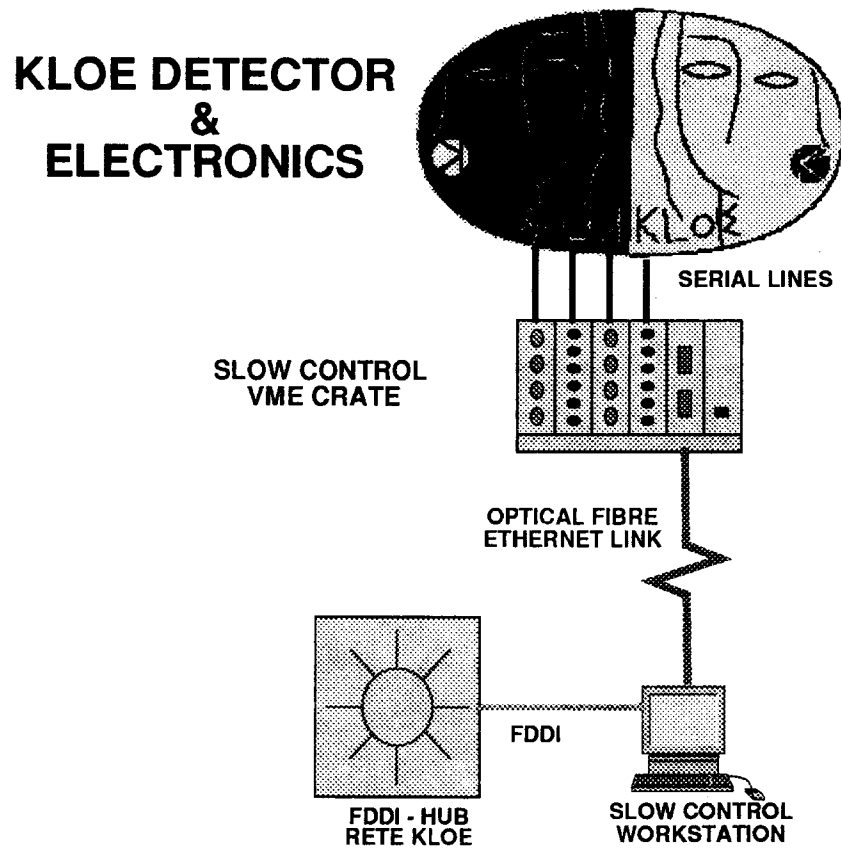 KLOE DETECTOR
&
ELECTRONICS
KLOE
SERIAL LINES
SLOW CONTROL
VME CRATE
OPTICAL FIBRE
ETHERNET LINK
FDDI
FDDI - HUB
RETE KLOE
SLOW CONTROL
WORKSTATION